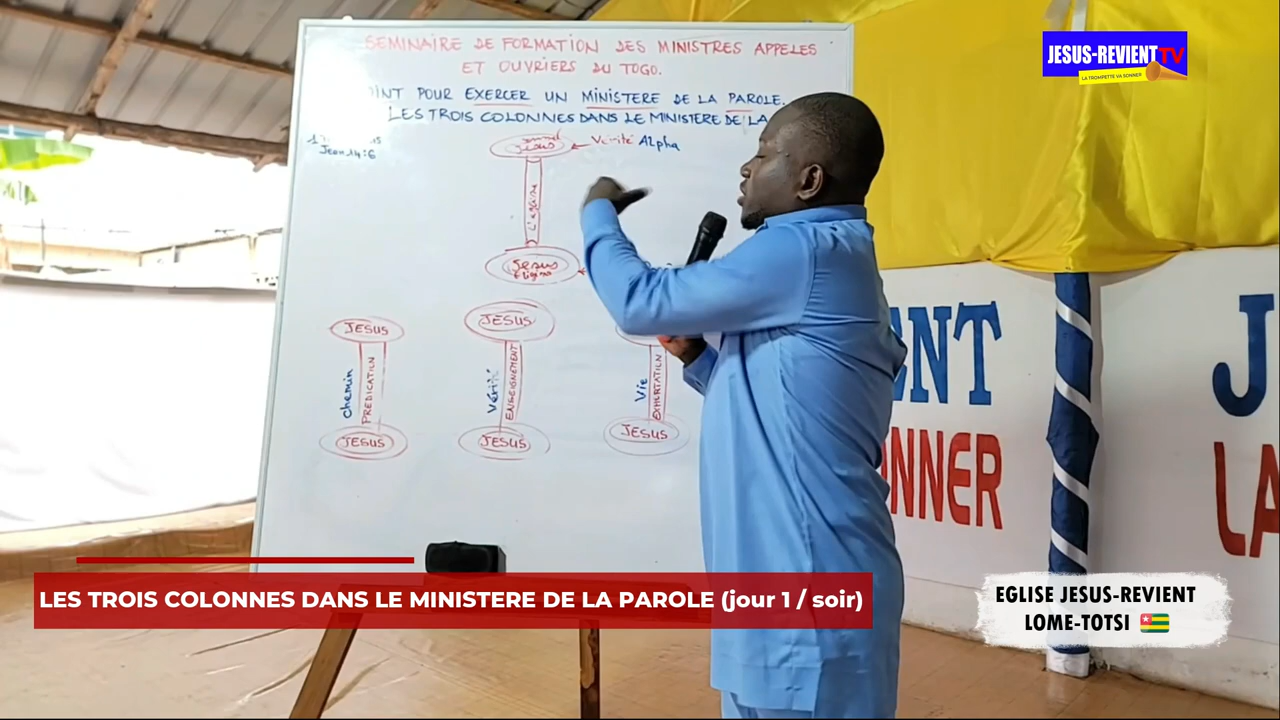 SEMINAIRE DE FORMATION DES MINISTRES APPELES
ET OUVRIERS DU TOGO.
POUR EXERCER UN MINISTERE DE LA PAROLE.
LES TROIS COLONNES DANS LE MINISTERE DE LA
Jean 14:6
Jesus
Vérité Alpha
Jesus
JESUS
JESUS
chemin
PREDICATION
Vérité
ENSEIGNEMENT
Vie
EXHORTATION
JESUS
JESUS
JESUS
JESUS-REVIENT TV
LA TROMPETTE VA SONNER
ENT
J
NNER
LA
LES TROIS COLONNES DANS LE MINISTERE DE LA PAROLE (jour 1 / soir)
EGLISE JESUS-REVIENT
LOME-TOTSI